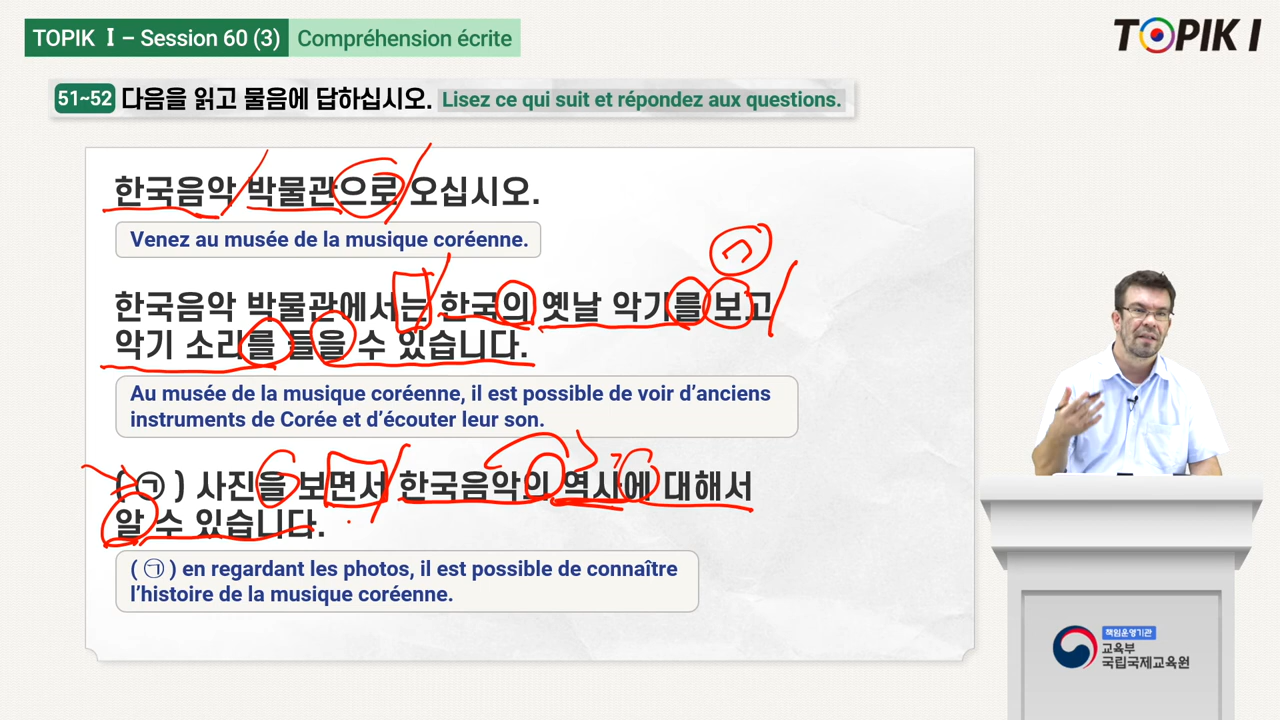 TOPIK Ⅰ – Session 60 (3) Compréhension écrite
TOPIK I
51~52 다음을 읽고 물음에 답하십시오. Lisez ce qui suit et répondez aux questions.
한국음악 박물관으로 오십시오.
Venez au musée de la musique coréenne.
ㄱ
한국음악 박물관에서는 한국의 옛날 악기를 보고
악기 소리를 들을 수 있습니다.
Au musée de la musique coréenne, il est possible de voir d’anciens
instruments de Corée et d’écouter leur son.
( ㉠ ) 사진을 보면서 한국음악의 역사에 대해서
알 수 있습니다.
( ㉠ ) en regardant les photos, il est possible de connaître
l’histoire de la musique coréenne.
책임운영기관
교육부
국립국제교육원